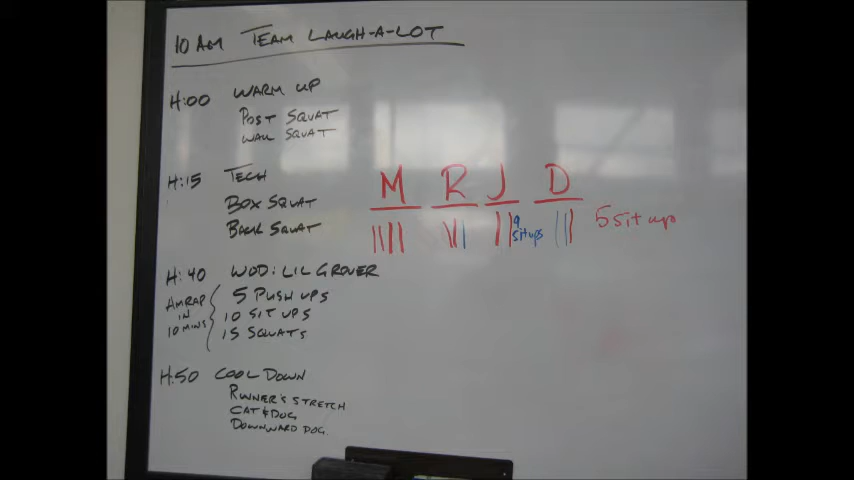 10 AM TEAM LAUGH-A-LOT
H:00 WARM UP
POST SQUAT
WALL SQUAT
H:15 TECH
BOX SQUAT
BACK SQUAT
M R J D
9 situps
5 sit ups
H:40 WOD: LIL GROVER
AMRAP IN 10 MINS
5 PUSH UPS
10 SIT UPS
15 SQUATS
H:50 COOL DOWN
RUNNER'S STRETCH
CAT & DOG
DOWNWARD DOG